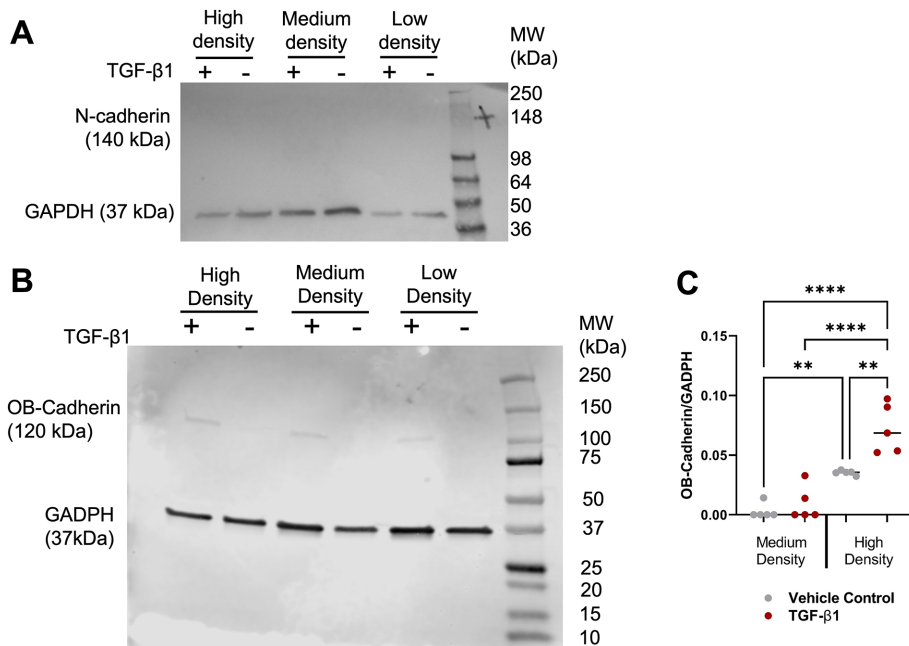 A
High density
Medium density
Low density
MW (kDa)
TGF-β1
+ - + - + -
N-cadherin (140 kDa)
GAPDH (37 kDa)
250
148
98
64
50
36
B
High Density
Medium Density
Low Density
MW (kDa)
TGF-β1
+ - + - + -
OB-Cadherin (120 kDa)
GADPH (37kDa)
250
150
100
75
50
37
25
20
15
10
C
****
****
** **
OB-Cadherin/GADPH
0.15
0.10
0.05
0.00
Medium Density
High Density
Vehicle Control
TGF-β1